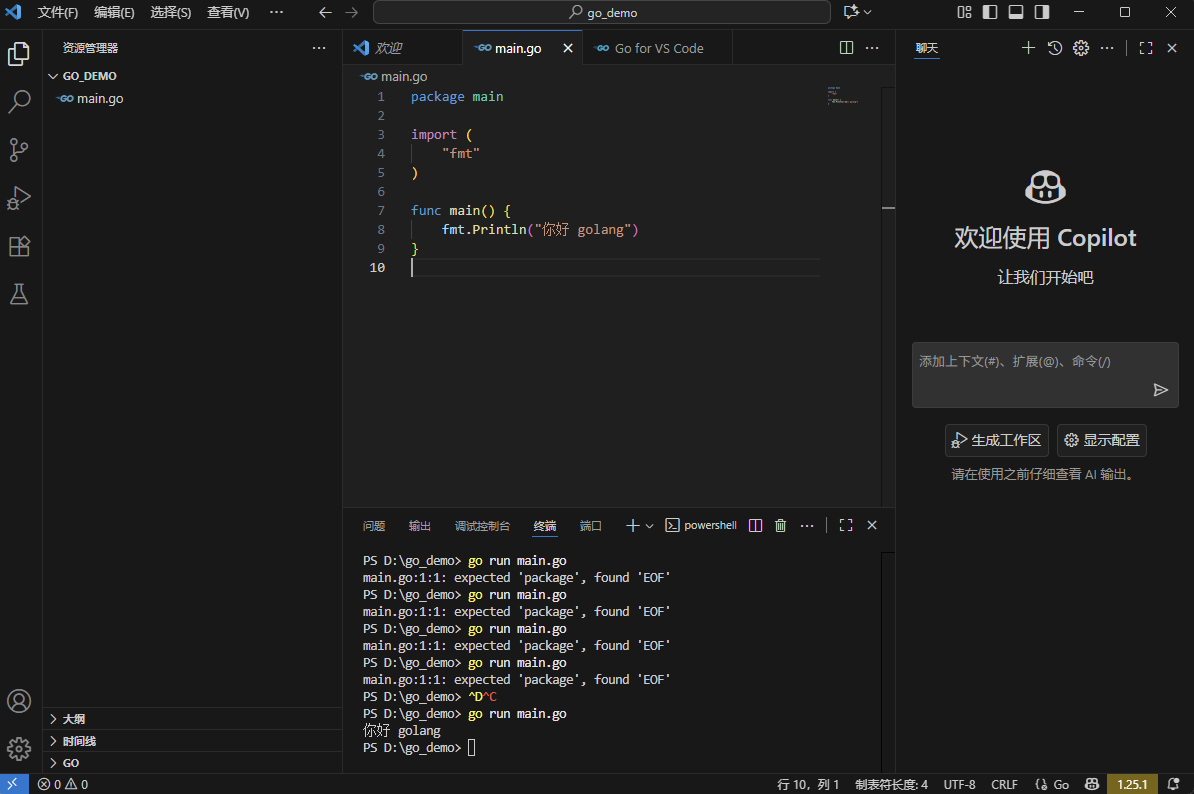 文件(F) 编辑(E) 选择(S) 查看(V) ··· go_demo
资源管理器 ···
GO_DEMO
main.go
大纲
时间线
GO
欢迎 main.go Go for VS Code
main.go
1 package main
2
3 import (
4 "fmt"
5 )
6
7 func main() {
8 fmt.Println("你好 golang")
9 }
10
问题 输出 调试控制台 终端 端口 powershell
PS D:\go_demo> go run main.go
main.go:1:1: expected 'package', found 'EOF'
PS D:\go_demo> go run main.go
main.go:1:1: expected 'package', found 'EOF'
PS D:\go_demo> go run main.go
main.go:1:1: expected 'package', found 'EOF'
PS D:\go_demo> go run main.go
main.go:1:1: expected 'package', found 'EOF'
PS D:\go_demo> ^D^C
PS D:\go_demo> go run main.go
你好 golang
PS D:\go_demo>
聊天
欢迎使用 Copilot
让我们开始吧
添加上下文(#)、扩展(@)、命令(/)
生成工作区 显示配置
请在使用之前仔细查看 AI 输出。
0 0 行 10，列 1 制表符长度: 4 UTF-8 CRLF Go 1.25.1